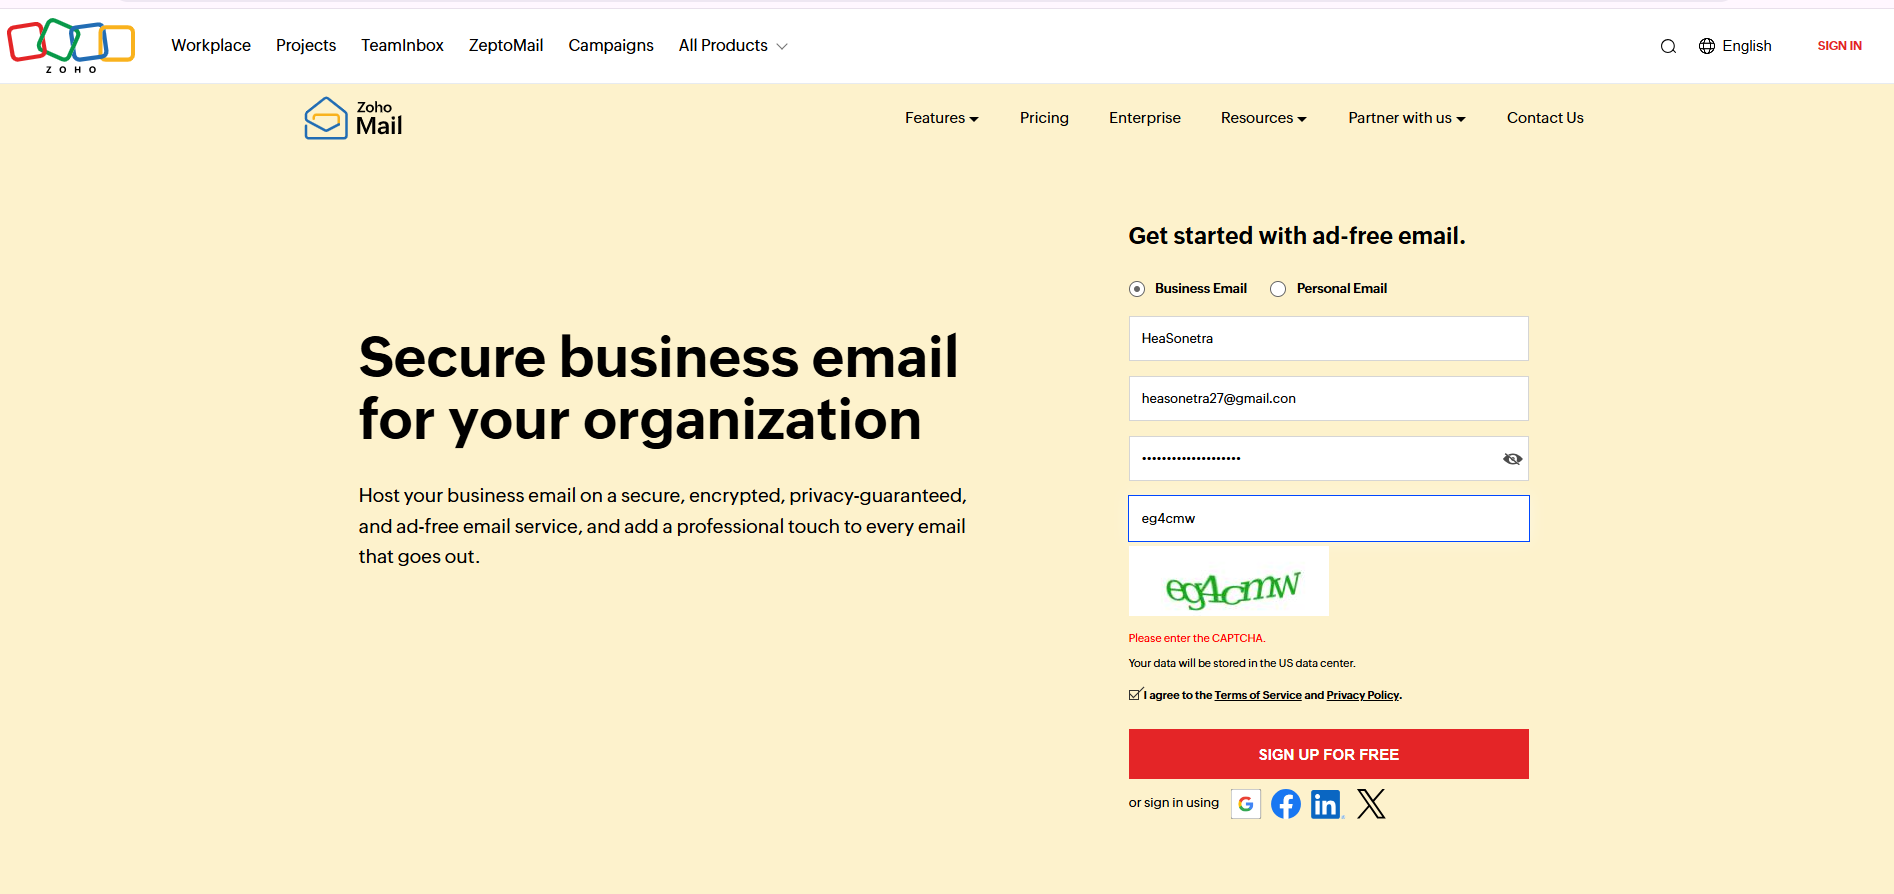 ZOHO
Workplace
Projects
TeamInbox
ZeptoMail
Campaigns
All Products
English
SIGN IN
Zoho
Mail
Features
Pricing
Enterprise
Resources
Partner with us
Contact Us
Secure business email
for your organization
Host your business email on a secure, encrypted, privacy-guaranteed,
and ad-free email service, and add a professional touch to every email
that goes out.
Get started with ad-free email.
Business Email
Personal Email
HeaSonetra
heasonetra27@gmail.con
••••••••••••••••••••
eg4cmw
eg4cmw
Please enter the CAPTCHA.
Your data will be stored in the US data center.
I agree to the Terms of Service and Privacy Policy.
SIGN UP FOR FREE
or sign in using